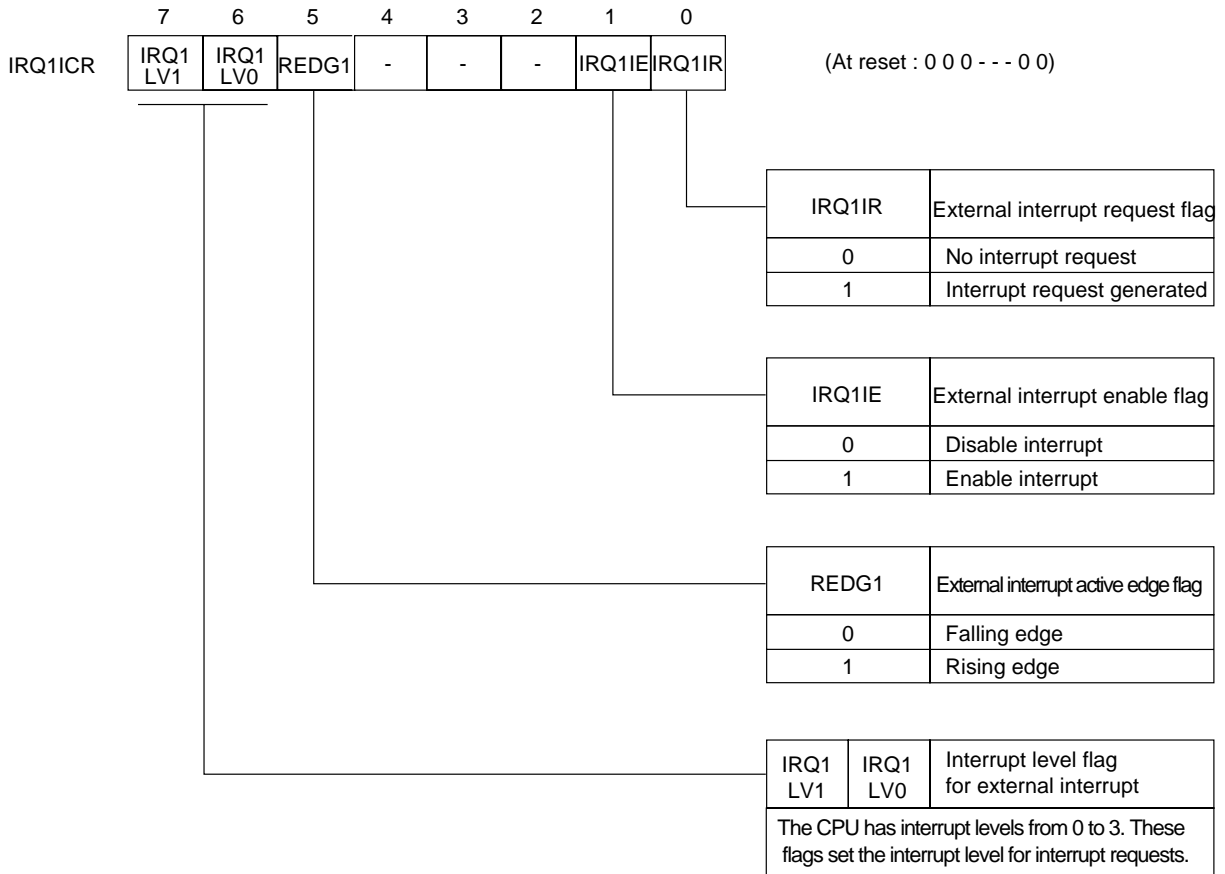 7 6 5 4 3 2 1 0
IRQ1ICR IRQ1 LV1 IRQ1 LV0 REDG1 - - - IRQ1IE IRQ1IR (At reset : 0 0 0 - - - 0 0)
IRQ1IR External interrupt request flag
0 No interrupt request
1 Interrupt request generated
IRQ1IE External interrupt enable flag
0 Disable interrupt
1 Enable interrupt
REDG1 External interrupt active edge flag
0 Falling edge
1 Rising edge
IRQ1 IRQ1 Interrupt level flag
LV1 LV0 for external interrupt
The CPU has interrupt levels from 0 to 3. These
flags set the interrupt level for interrupt requests.